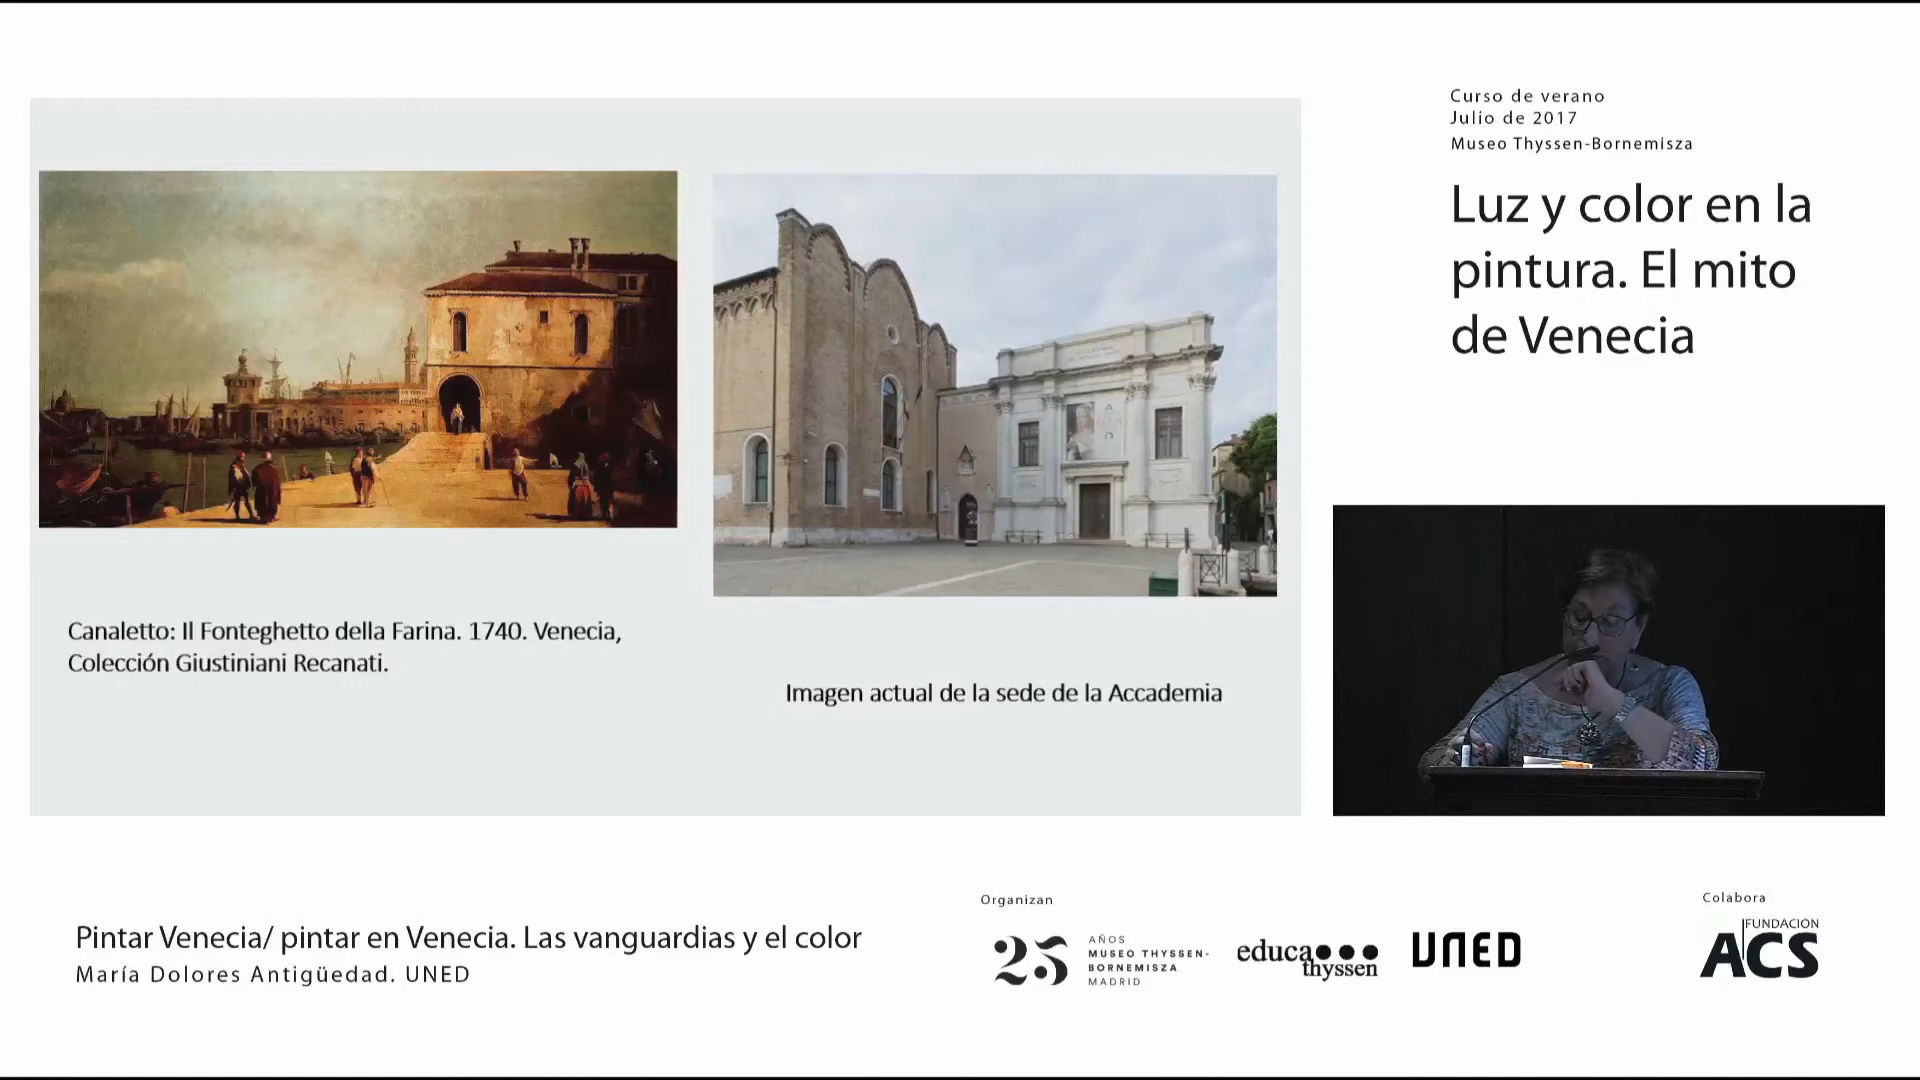 Curso de verano
Julio de 2017
Museo Thyssen-Bornemisza
Luz y color en la
pintura. El mito
de Venecia
Canaletto: Il Fonteghetto della Farina. 1740. Venecia,
Colección Giustiniani Recanati.
Imagen actual de la sede de la Accademia
Pintar Venecia/ pintar en Venecia. Las vanguardias y el color
María Dolores Antigüedad. UNED
Organizan
25
AÑOS
MUSEO THYSSEN-
BORNEMISZA
MADRID
educa
thyssen
UNED
Colabora
FUNDACION
ACS